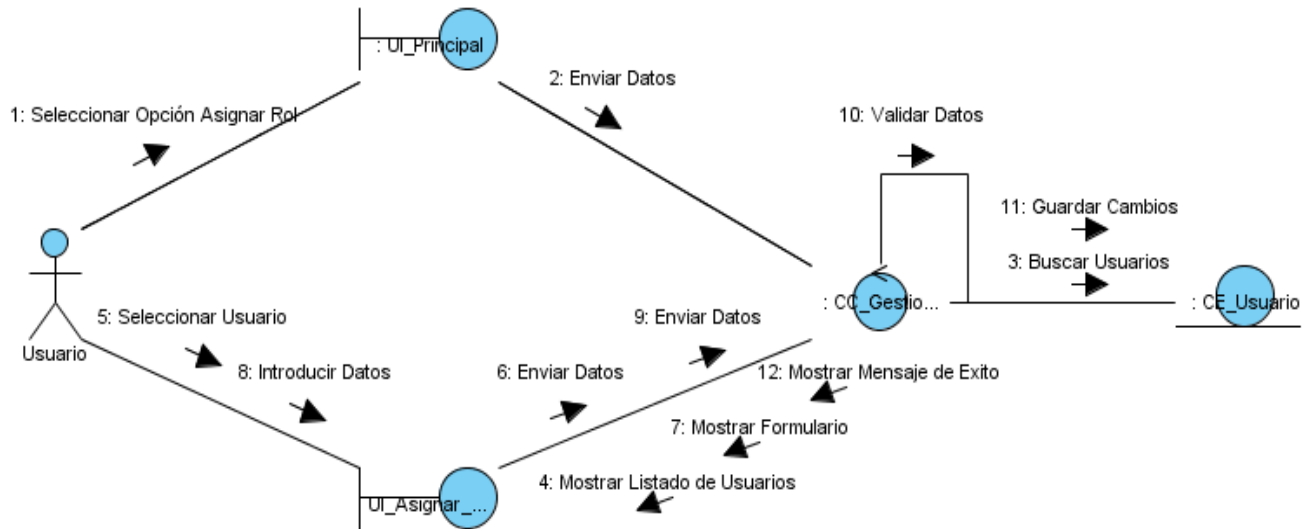 : UI_Principal
2: Enviar Datos
1: Seleccionar Opción Asignar Rol
10: Validar Datos
11: Guardar Cambios
3: Buscar Usuarios
: CC_Gestio...
: CE_Usuario
5: Seleccionar Usuario
9: Enviar Datos
Usuario
8: Introducir Datos
6: Enviar Datos
12: Mostrar Mensaje de Exito
7: Mostrar Formulario
4: Mostrar Listado de Usuarios
UI_Asignar_...